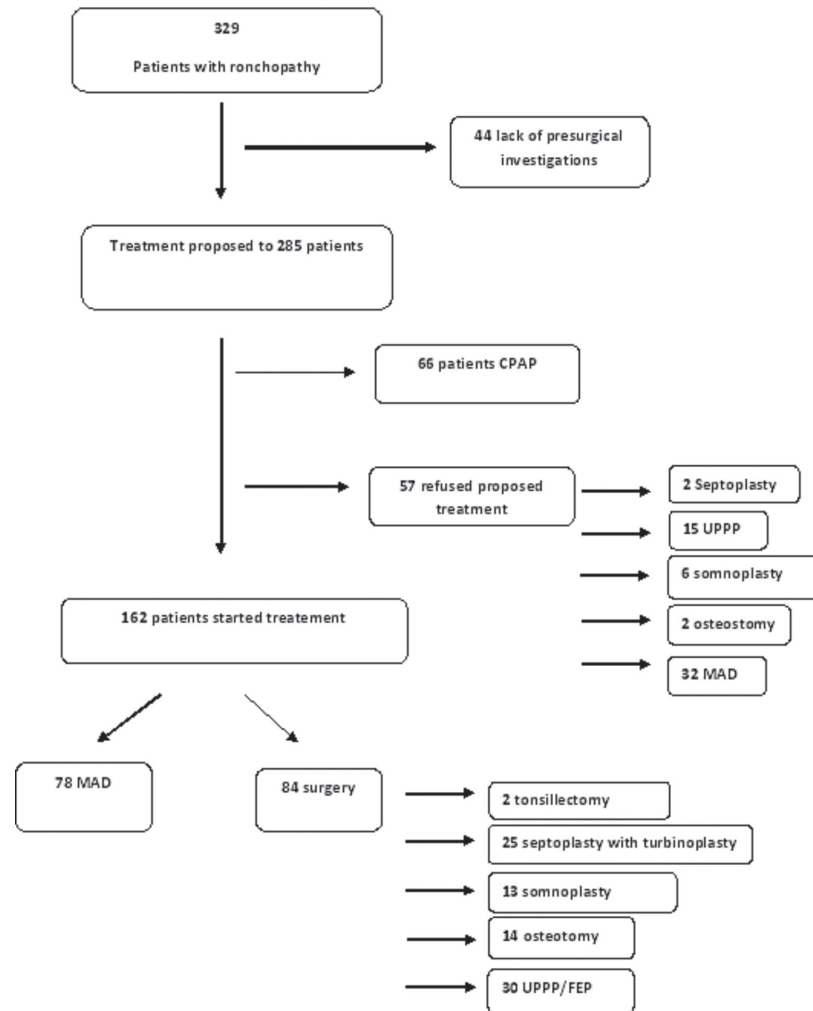 329
Patients with ronchopathy
44 lack of presurgical
investigations
Treatment proposed to 285 patients
66 patients CPAP
57 refused proposed
treatment
2 Septoplasty
15 UPPP
6 somnoplasty
2 osteostomy
32 MAD
162 patients started treatement
78 MAD
84 surgery
2 tonsillectomy
25 septoplasty with turbinoplasty
13 somnoplasty
14 osteotomy
30 UPPP/FEP